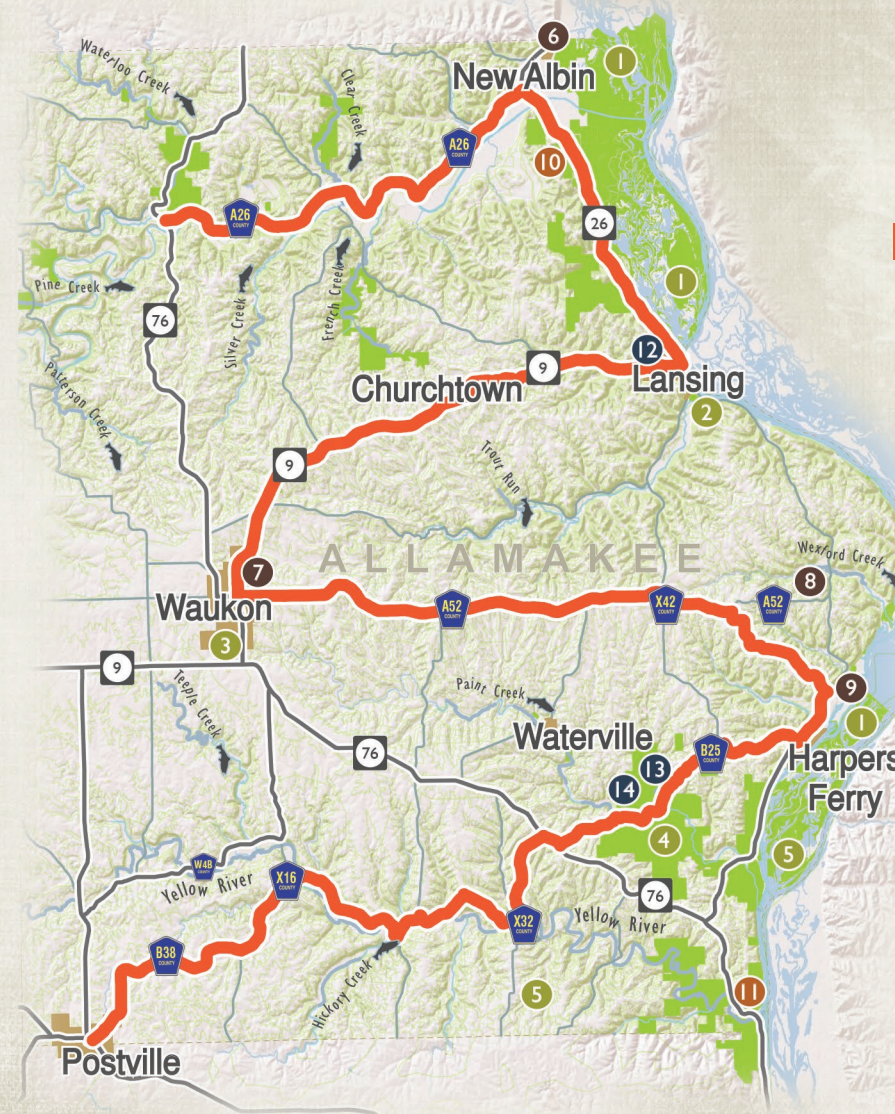 6
1
New Albin
Waterloo Creek
Clear Creek
A26
COUNTY
10
A26
COUNTY
26
French Creek
Pine Creek
Silver Creek
1
76
12
9
Lansing
Churchtown
2
Patterson Creek
9
Trout Run
ALLAMAKEE
Wexford Creek
7
8
Waukon
A52
COUNTY
X42
COUNTY
A52
COUNTY
3
9
Teeple Creek
Paint Creek
9
1
Waterville
76
B25
COUNTY
Harpers
Ferry
13
14
4
5
W4B
COUNTY
Yellow River
X16
COUNTY
76
X32
COUNTY
Yellow River
B38
COUNTY
Hickory Creek
5
11
Postville